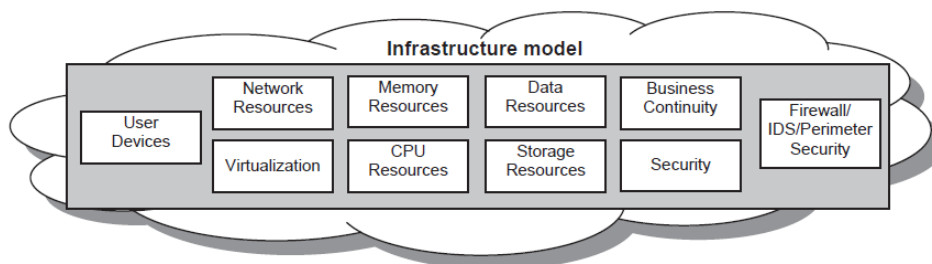 Infrastructure model
User
Devices
Network
Resources
Virtualization
Memory
Resources
CPU
Resources
Data
Resources
Storage
Resources
Business
Continuity
Security
Firewall/
IDS/Perimeter
Security